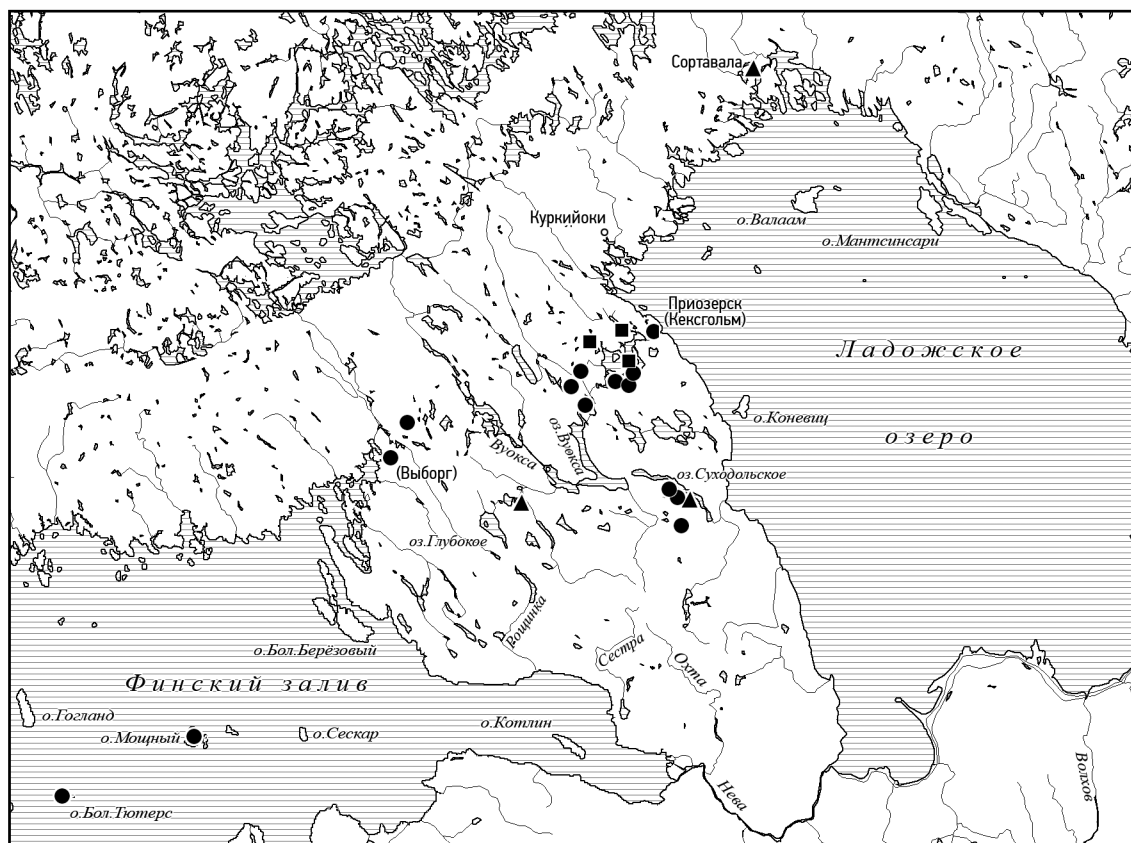 Сортавала
Куркийоки
о.Валаам
о.Мантсинсари
Приозерск
(Кексгольм)
Ладожское
озеро
о.Коневиц
Вуокса
оз.Вуокса
(Выборг)
оз.Суходольское
оз.Глубокое
Рощинка
Сестра
Охта
о.Бол.Берёзовый
Финский залив
о.Гогланд
о.Мощный
о.Сескар
о.Котлин
о.Бол.Тютерс
Нева
Волхов